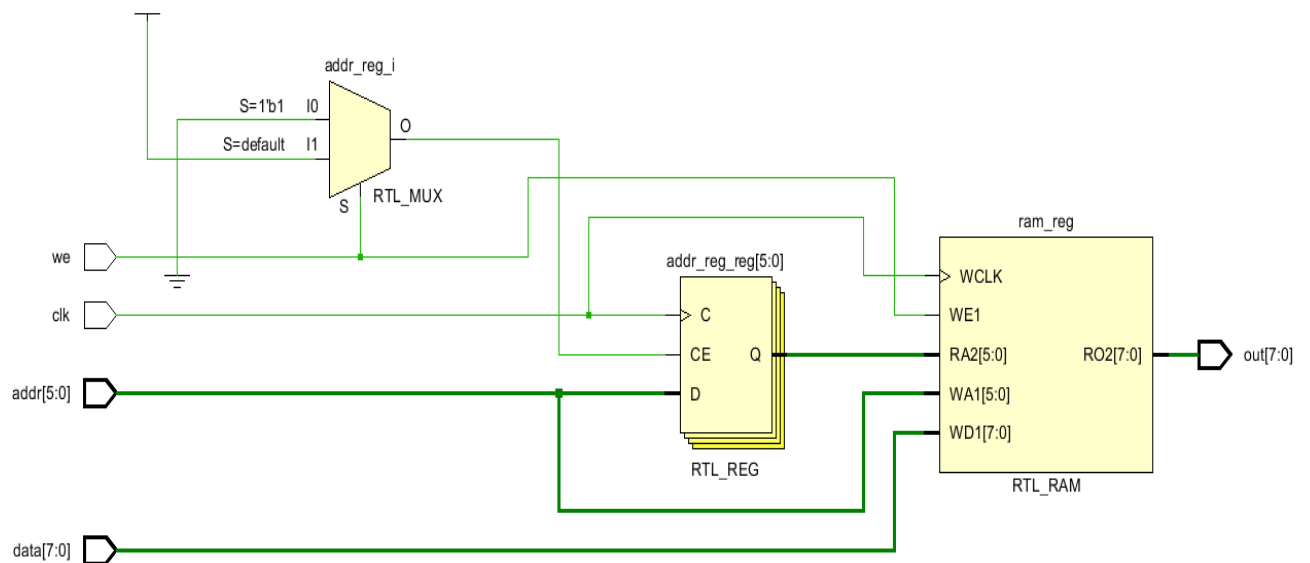 addr_reg_i
S=1'b1 I0
O
S=default I1
S
RTL_MUX
we
ram_reg
addr_reg_reg[5:0]
WCLK
clk
C
WE1
CE
Q
RA2[5:0]
RO2[7:0]
out[7:0]
addr[5:0]
D
WA1[5:0]
WD1[7:0]
RTL_REG
RTL_RAM
data[7:0]